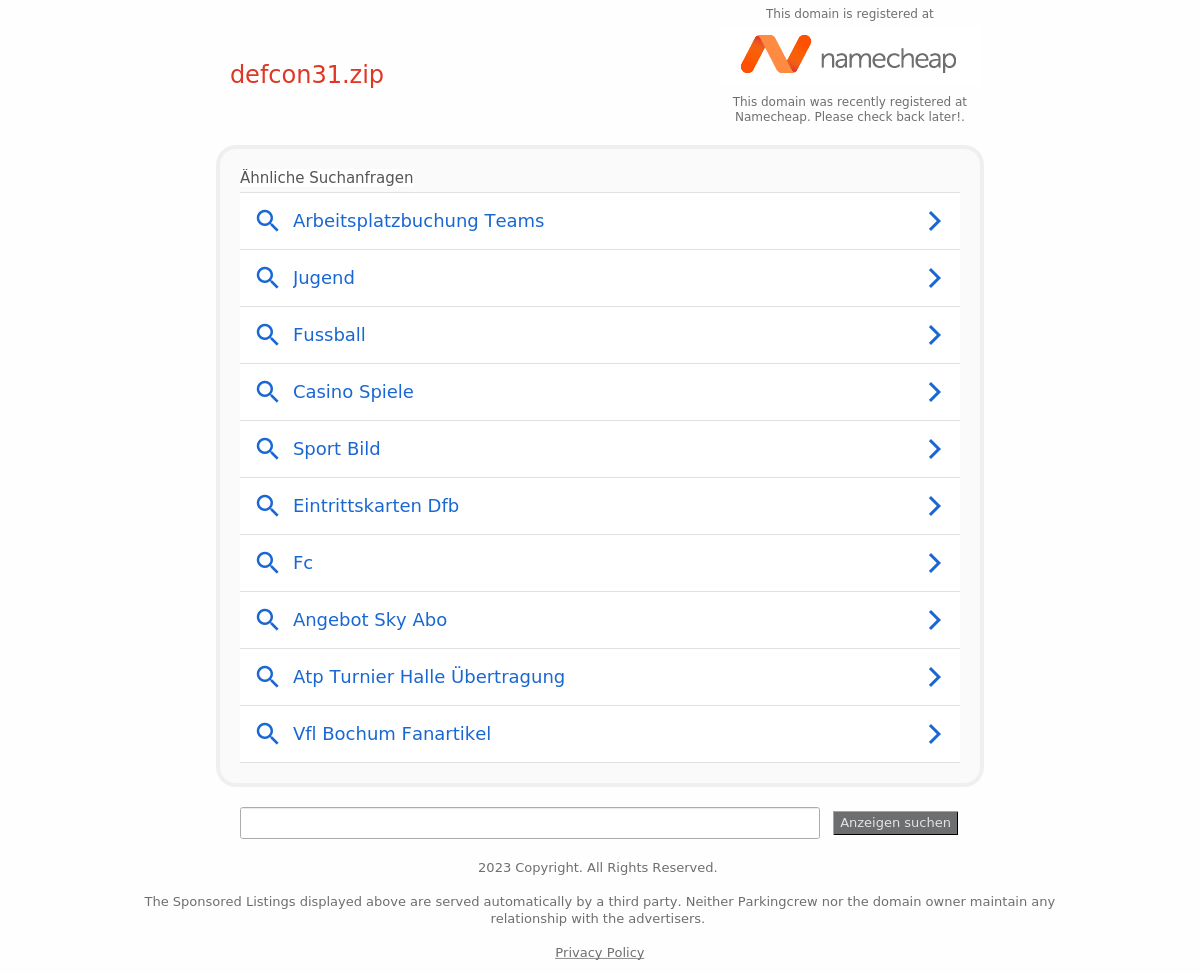 This domain is registered at
namecheap
defcon31.zip
This domain was recently registered at
Namecheap. Please check back later!.
Ähnliche Suchanfragen
Arbeitsplatzbuchung Teams
Jugend
Fussball
Casino Spiele
Sport Bild
Eintrittskarten Dfb
Fc
Angebot Sky Abo
Atp Turnier Halle Übertragung
Vfl Bochum Fanartikel
Anzeigen suchen
2023 Copyright. All Rights Reserved.
The Sponsored Listings displayed above are served automatically by a third party. Neither Parkingcrew nor the domain owner maintain any
relationship with the advertisers.
Privacy Policy